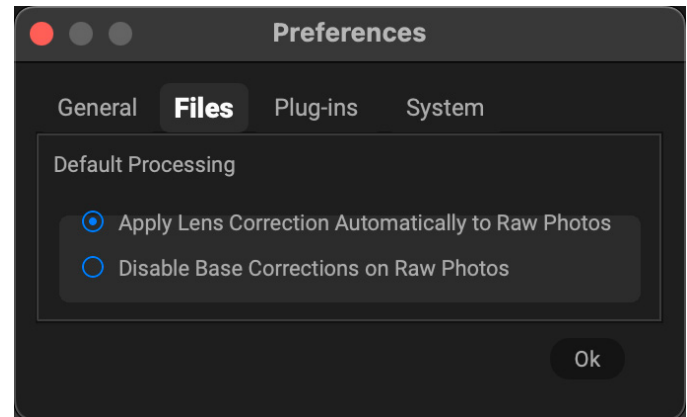 Preferences
General Files Plug-ins System
Default Processing
Apply Lens Correction Automatically to Raw Photos
Disable Base Corrections on Raw Photos
Ok